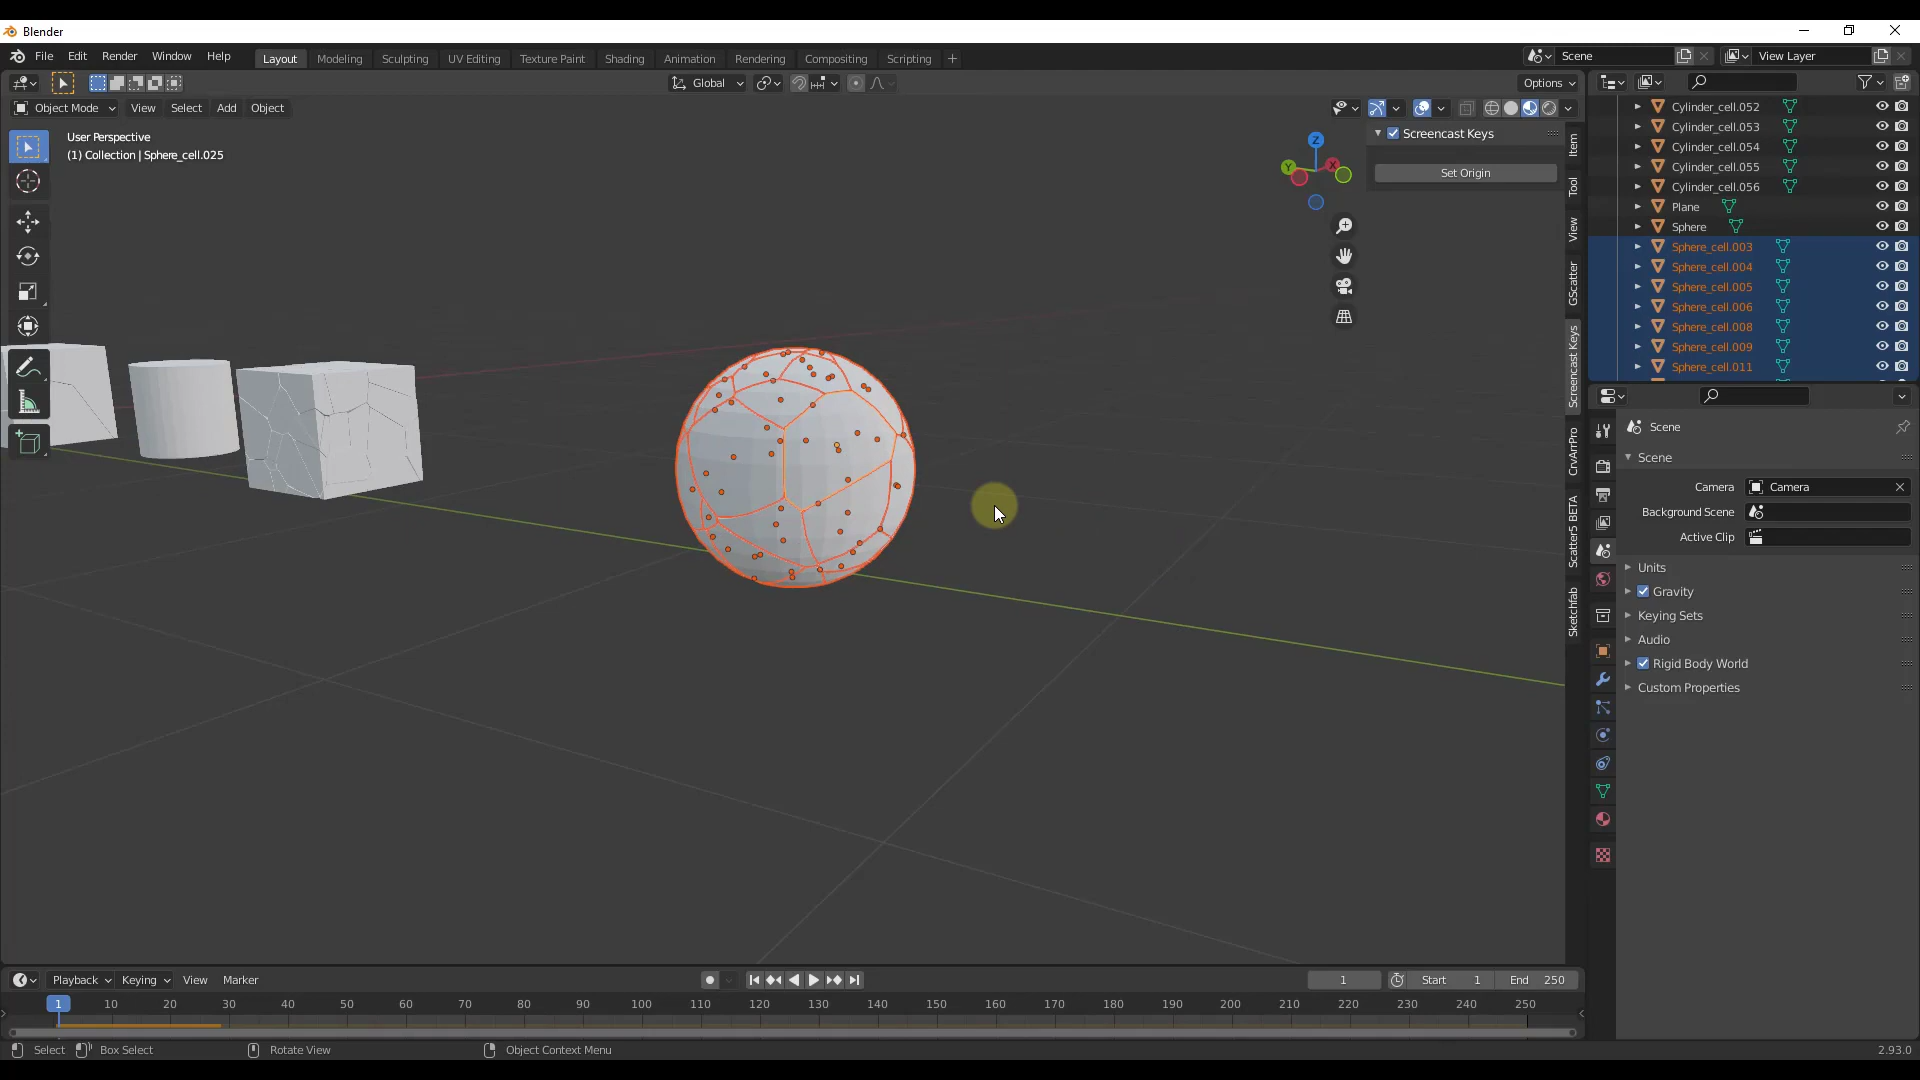 Blender
File Edit Render Window Help
Layout Modeling Sculpting UV Editing Texture Paint Shading Animation Rendering Compositing Scripting +
Scene
View Layer
Global
Options
Object Mode View Select Add Object
User Perspective
(1) Collection | Sphere_cell.025
Z
Y
X
Screencast Keys
Set Origin
Item
Tool
View
GScatter
Screencast Keys
CrvArrPro
Scatter5 BETA
Sketchfab
Cylinder_cell.052
Cylinder_cell.053
Cylinder_cell.054
Cylinder_cell.055
Cylinder_cell.056
Plane
Sphere
Sphere_cell.003
Sphere_cell.004
Sphere_cell.005
Sphere_cell.006
Sphere_cell.008
Sphere_cell.009
Sphere_cell.011
Scene
Scene
Camera Camera
Background Scene
Active Clip
Units
Gravity
Keying Sets
Audio
Rigid Body World
Custom Properties
Playback Keying View Marker
1 Start 1 End 250
1 10 20 30 40 50 60 70 80 90 100 110 120 130 140 150 160 170 180 190 200 210 220 230 240 250
Select Box Select Rotate View Object Context Menu
2.93.0